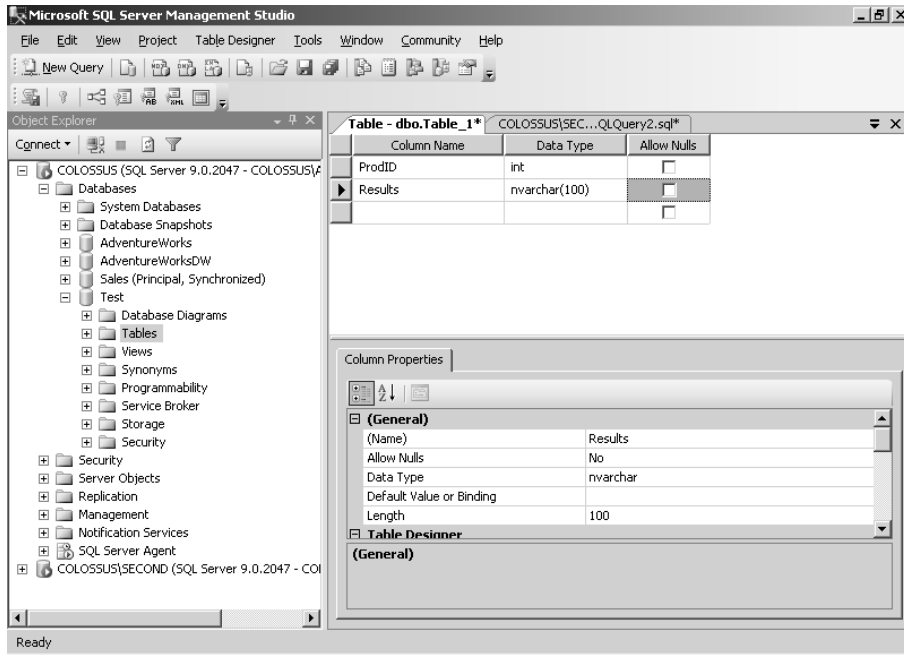 Microsoft SQL Server Management Studio
File Edit View Project Table Designer Tools Window Community Help
New Query
Object Explorer
Connect
COLOSSUS (SQL Server 9.0.2047 - COLOSSUS\A
Databases
System Databases
Database Snapshots
AdventureWorks
AdventureWorksDW
Sales (Principal, Synchronized)
Test
Database Diagrams
Tables
Views
Synonyms
Programmability
Service Broker
Storage
Security
Security
Server Objects
Replication
Management
Notification Services
SQL Server Agent
COLOSSUS\SECOND (SQL Server 9.0.2047 - COL
Table - dbo.Table_1* COLOSSUS\SEC...QLQuery2.sql*
Column Name Data Type Allow Nulls
ProdID int
Results nvarchar(100)
Column Properties
(General)
(Name) Results
Allow Nulls No
Data Type nvarchar
Default Value or Binding
Length 100
Table Designer
(General)
Ready